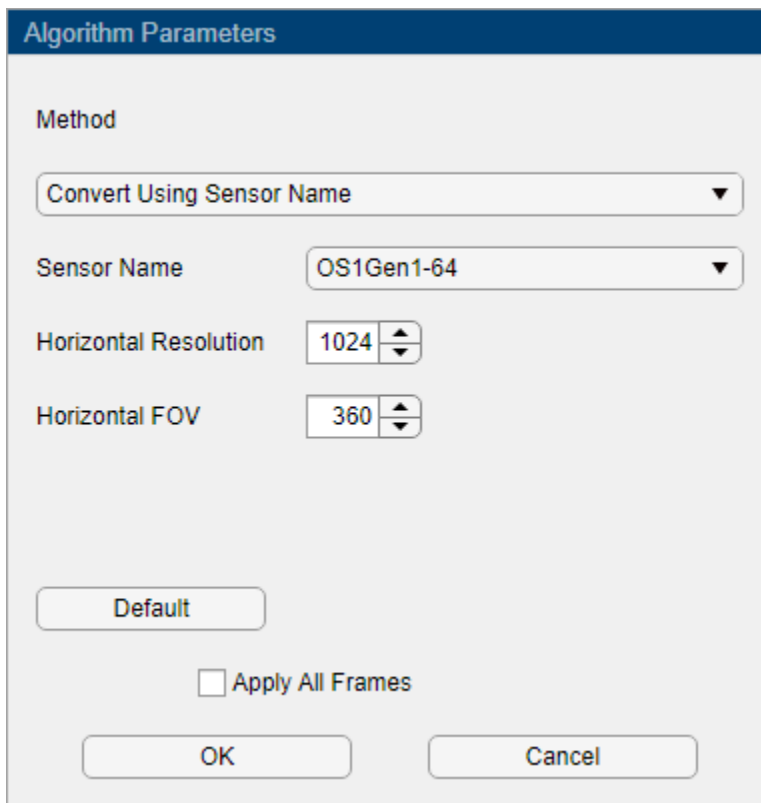 Algorithm Parameters
Method
Convert Using Sensor Name
Sensor Name OS1Gen1-64
Horizontal Resolution 1024
Horizontal FOV 360
Default
Apply All Frames
OK Cancel